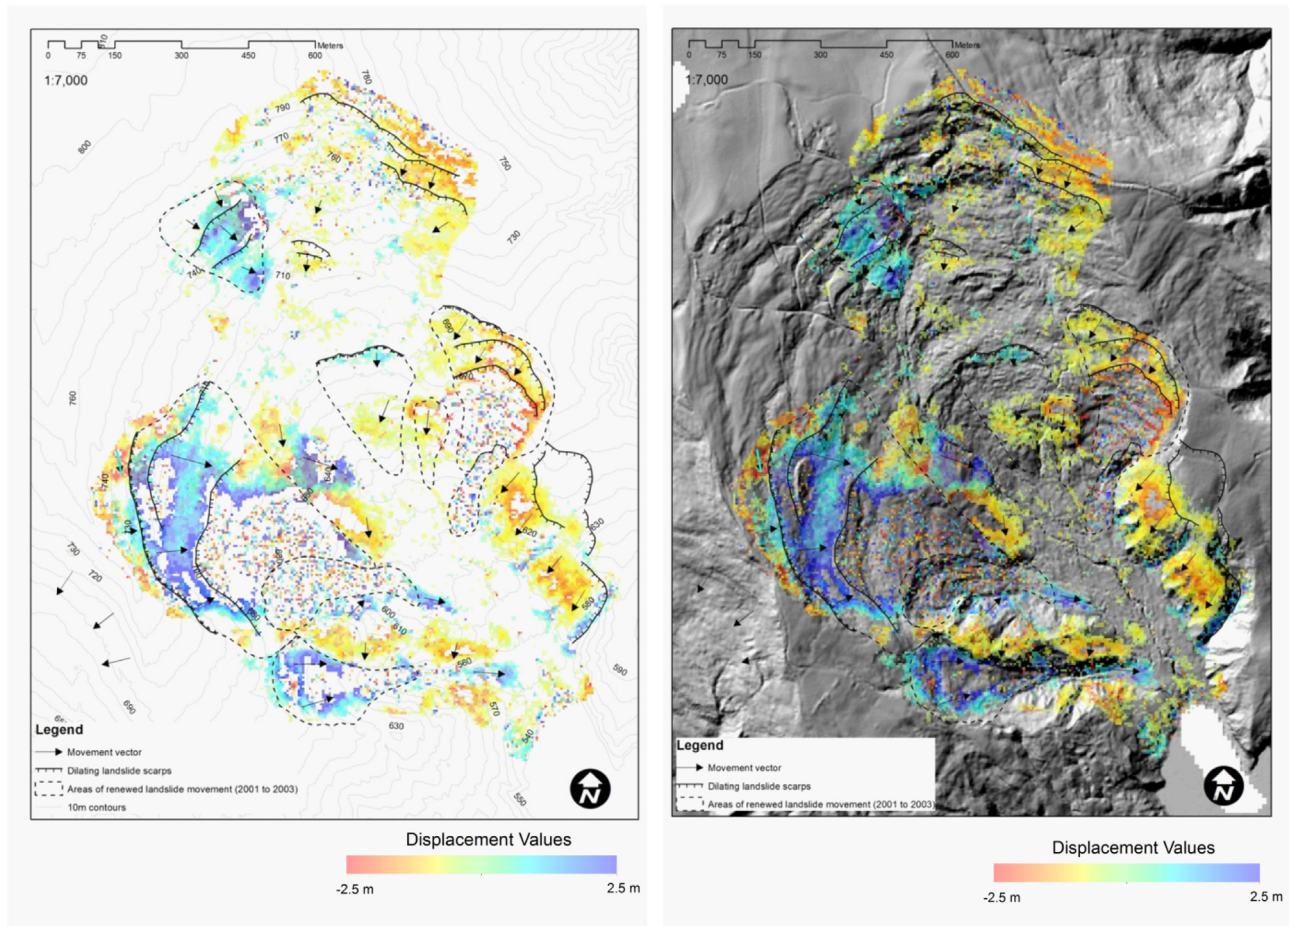 0 75 150 300 450 600 Meters
810
1:7,000
780
790
770
760
800
750
730
740
710
690
760
740
730
720
690
630
620
560
600
610
560
590
570
540
550
630
Legend
Movement vector
Dilating landslide scarps
Areas of renewed landslide movement (2001 to 2003)
10m contours
N
Displacement Values
-2.5 m 2.5 m
0 75 150 300 450 600 Meters
1:7,000
Legend
Movement vector
Dilating landslide scarps
Areas of renewed landslide movement (2001 to 2003)
N
Displacement Values
-2.5 m 2.5 m